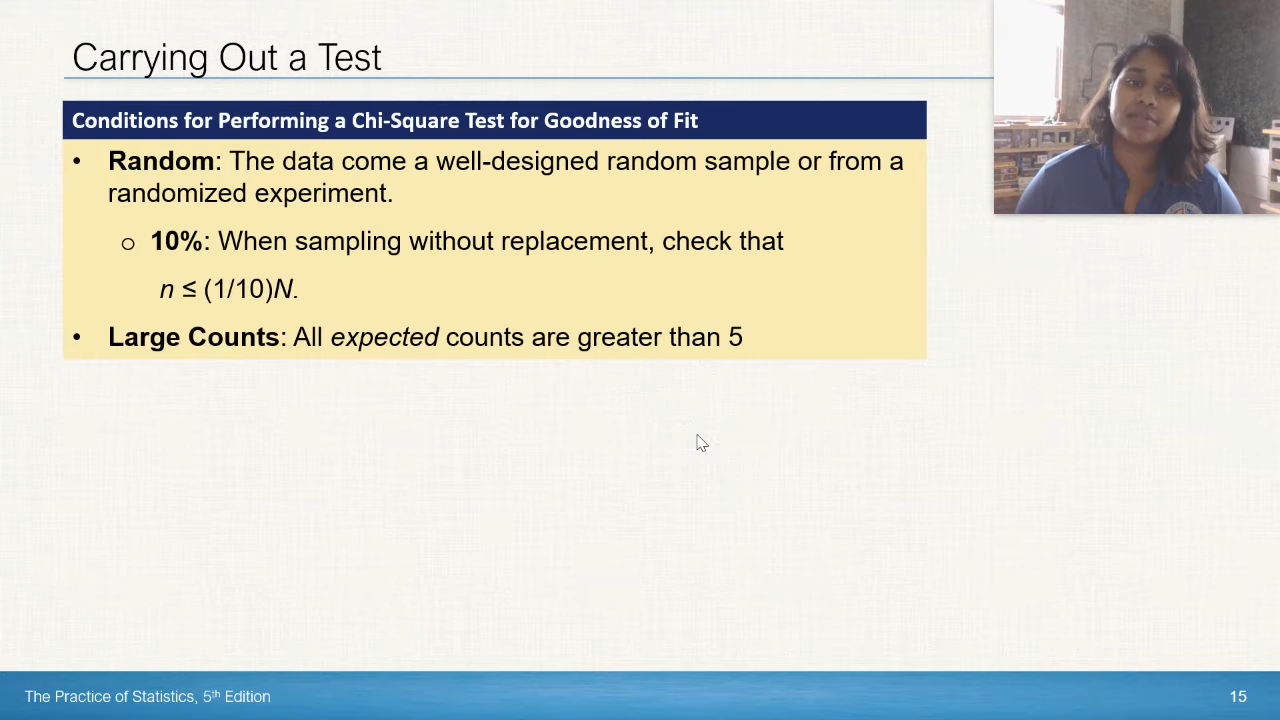 Carrying Out a Test
Conditions for Performing a Chi-Square Test for Goodness of Fit
• Random: The data come a well-designed random sample or from a
randomized experiment.
o 10%: When sampling without replacement, check that
n ≤ (1/10)N.
• Large Counts: All expected counts are greater than 5
The Practice of Statistics, 5th Edition
15